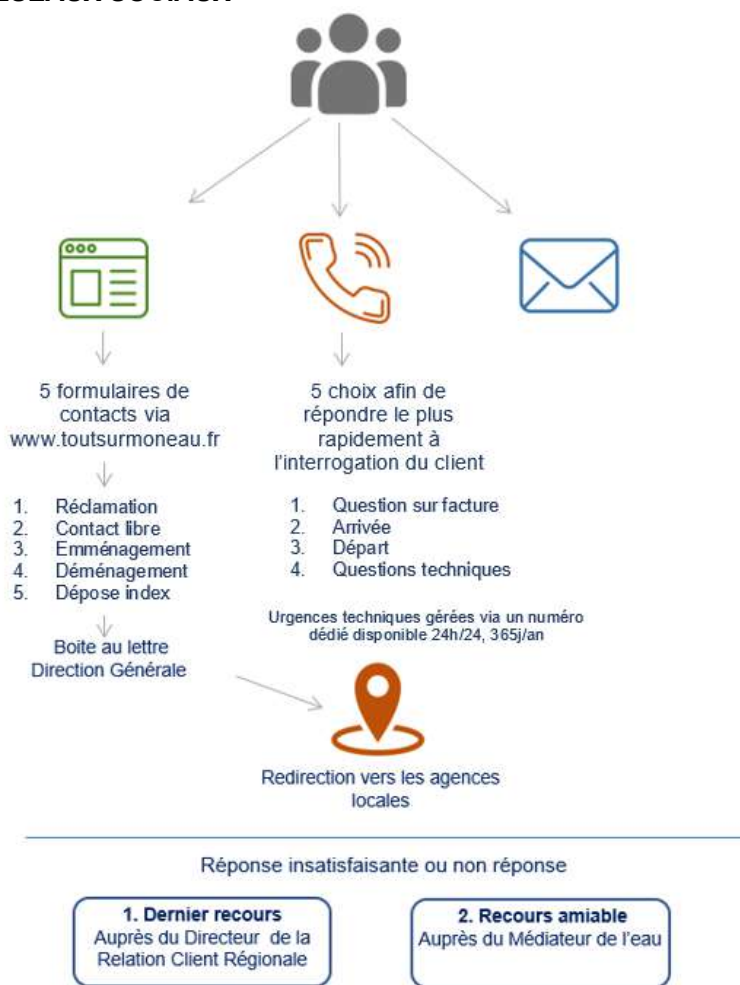 5 formulaires de
contacts via
www.toutsurmoneau.fr
1. Réclamation
2. Contact libre
3. Emménagement
4. Déménagement
5. Dépose index
Boite au lettre
Direction Générale
5 choix afin de
répondre le plus
rapidement à
l'interrogation du client
1. Question sur facture
2. Arrivée
3. Départ
4. Questions techniques
Urgences techniques gérées via un numéro
dédié disponible 24h/24, 365j/an
Redirection vers les agences
locales
Réponse insatisfaisante ou non réponse
1. Dernier recours
Auprès du Directeur de la
Relation Client Régionale
2. Recours amiable
Auprès du Médiateur de l'eau